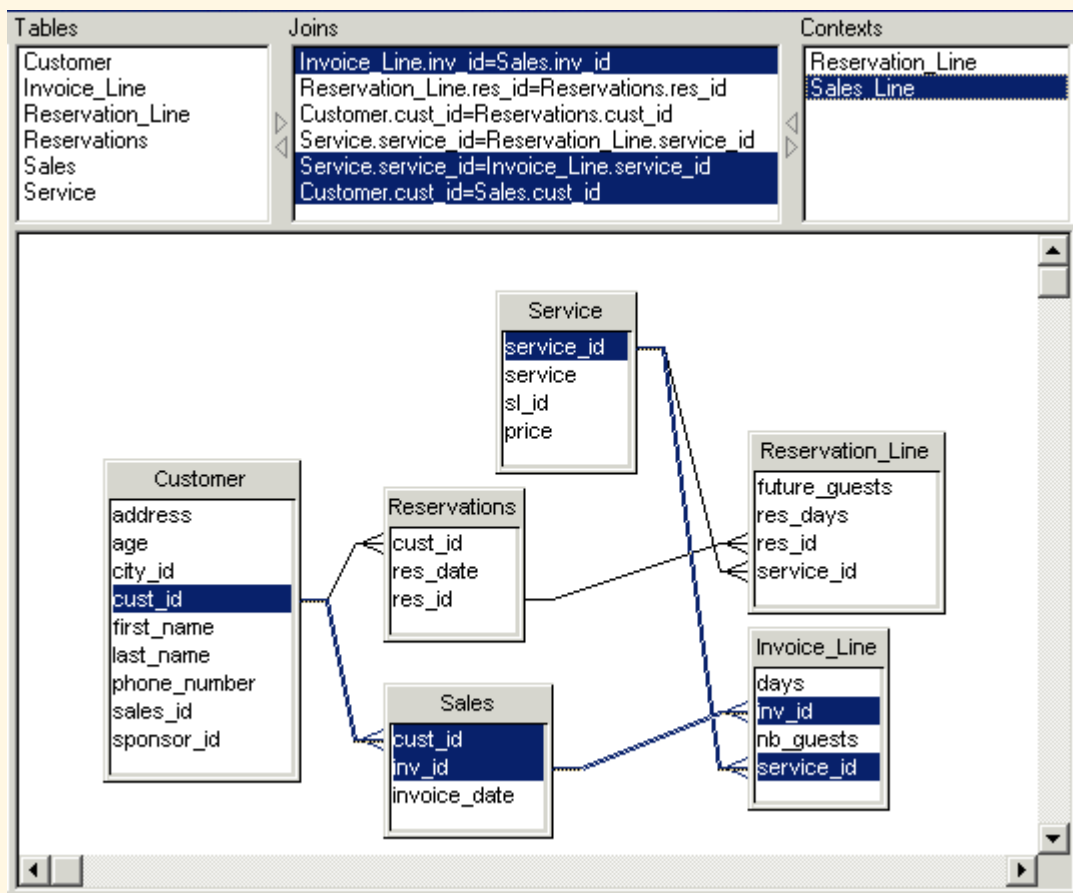 Tables
Joins
Contexts
Customer
Invoice_Line
Reservation_Line
Reservations
Sales
Service
Invoice_Line.inv_id=Sales.inv_id
Reservation_Line.res_id=Reservations.res_id
Customer.cust_id=Reservations.cust_id
Service.service_id=Reservation_Line.service_id
Service.service_id=Invoice_Line.service_id
Customer.cust_id=Sales.cust_id
Reservation_Line
Sales_Line
Service
service_id
service
sl_id
price
Customer
address
age
city_id
cust_id
first_name
last_name
phone_number
sales_id
sponsor_id
Reservations
cust_id
res_date
res_id
Sales
cust_id
inv_id
invoice_date
Reservation_Line
future_guests
res_days
res_id
service_id
Invoice_Line
days
inv_id
nb_guests
service_id